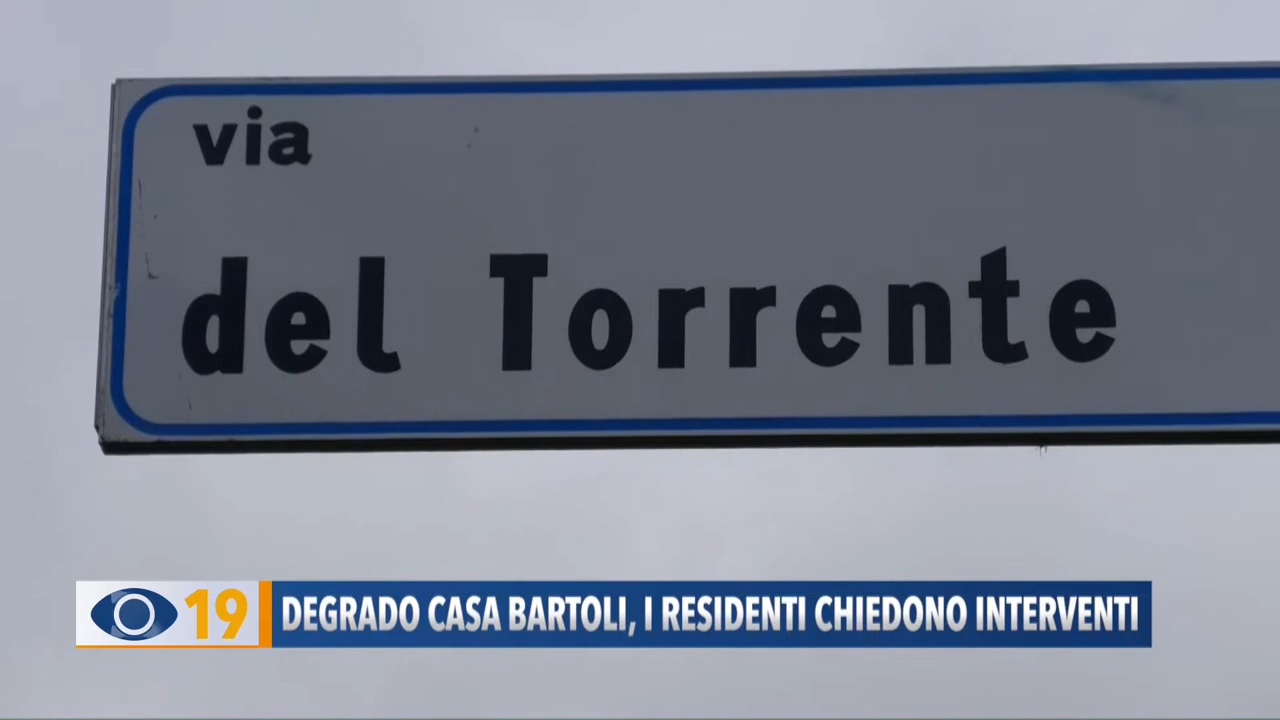 via
del Torrente
19
DEGRADO CASA BARTOLI, I RESIDENTI CHIEDONO INTERVENTI